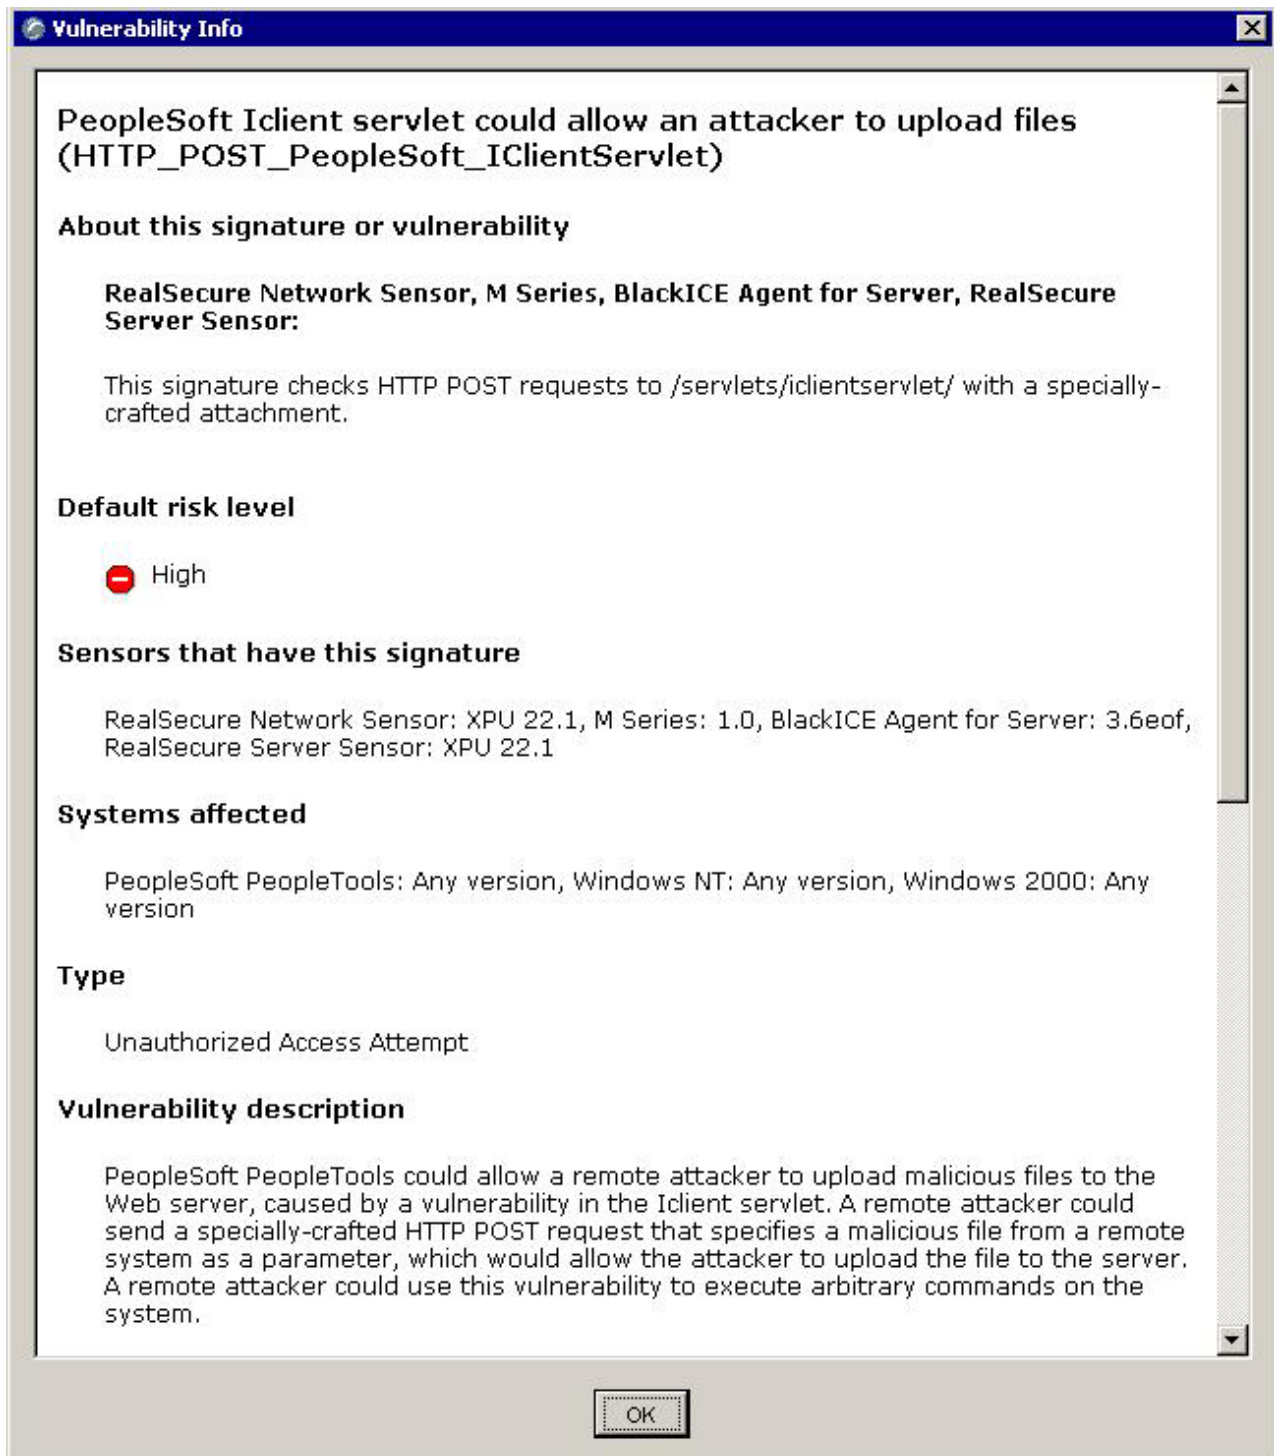 Vulnerability Info
PeopleSoft Iclient servlet could allow an attacker to upload files
(HTTP_POST_PeopleSoft_IClientServlet)
About this signature or vulnerability
RealSecure Network Sensor, M Series, BlackICE Agent for Server, RealSecure
Server Sensor:
This signature checks HTTP POST requests to /servlets/iclientservlet/ with a specially-
crafted attachment.
Default risk level
High
Sensors that have this signature
RealSecure Network Sensor: XPU 22.1, M Series: 1.0, BlackICE Agent for Server: 3.6eof,
RealSecure Server Sensor: XPU 22.1
Systems affected
PeopleSoft PeopleTools: Any version, Windows NT: Any version, Windows 2000: Any
version
Type
Unauthorized Access Attempt
Vulnerability description
PeopleSoft PeopleTools could allow a remote attacker to upload malicious files to the
Web server, caused by a vulnerability in the Iclient servlet. A remote attacker could
send a specially-crafted HTTP POST request that specifies a malicious file from a remote
system as a parameter, which would allow the attacker to upload the file to the server.
A remote attacker could use this vulnerability to execute arbitrary commands on the
system.
OK